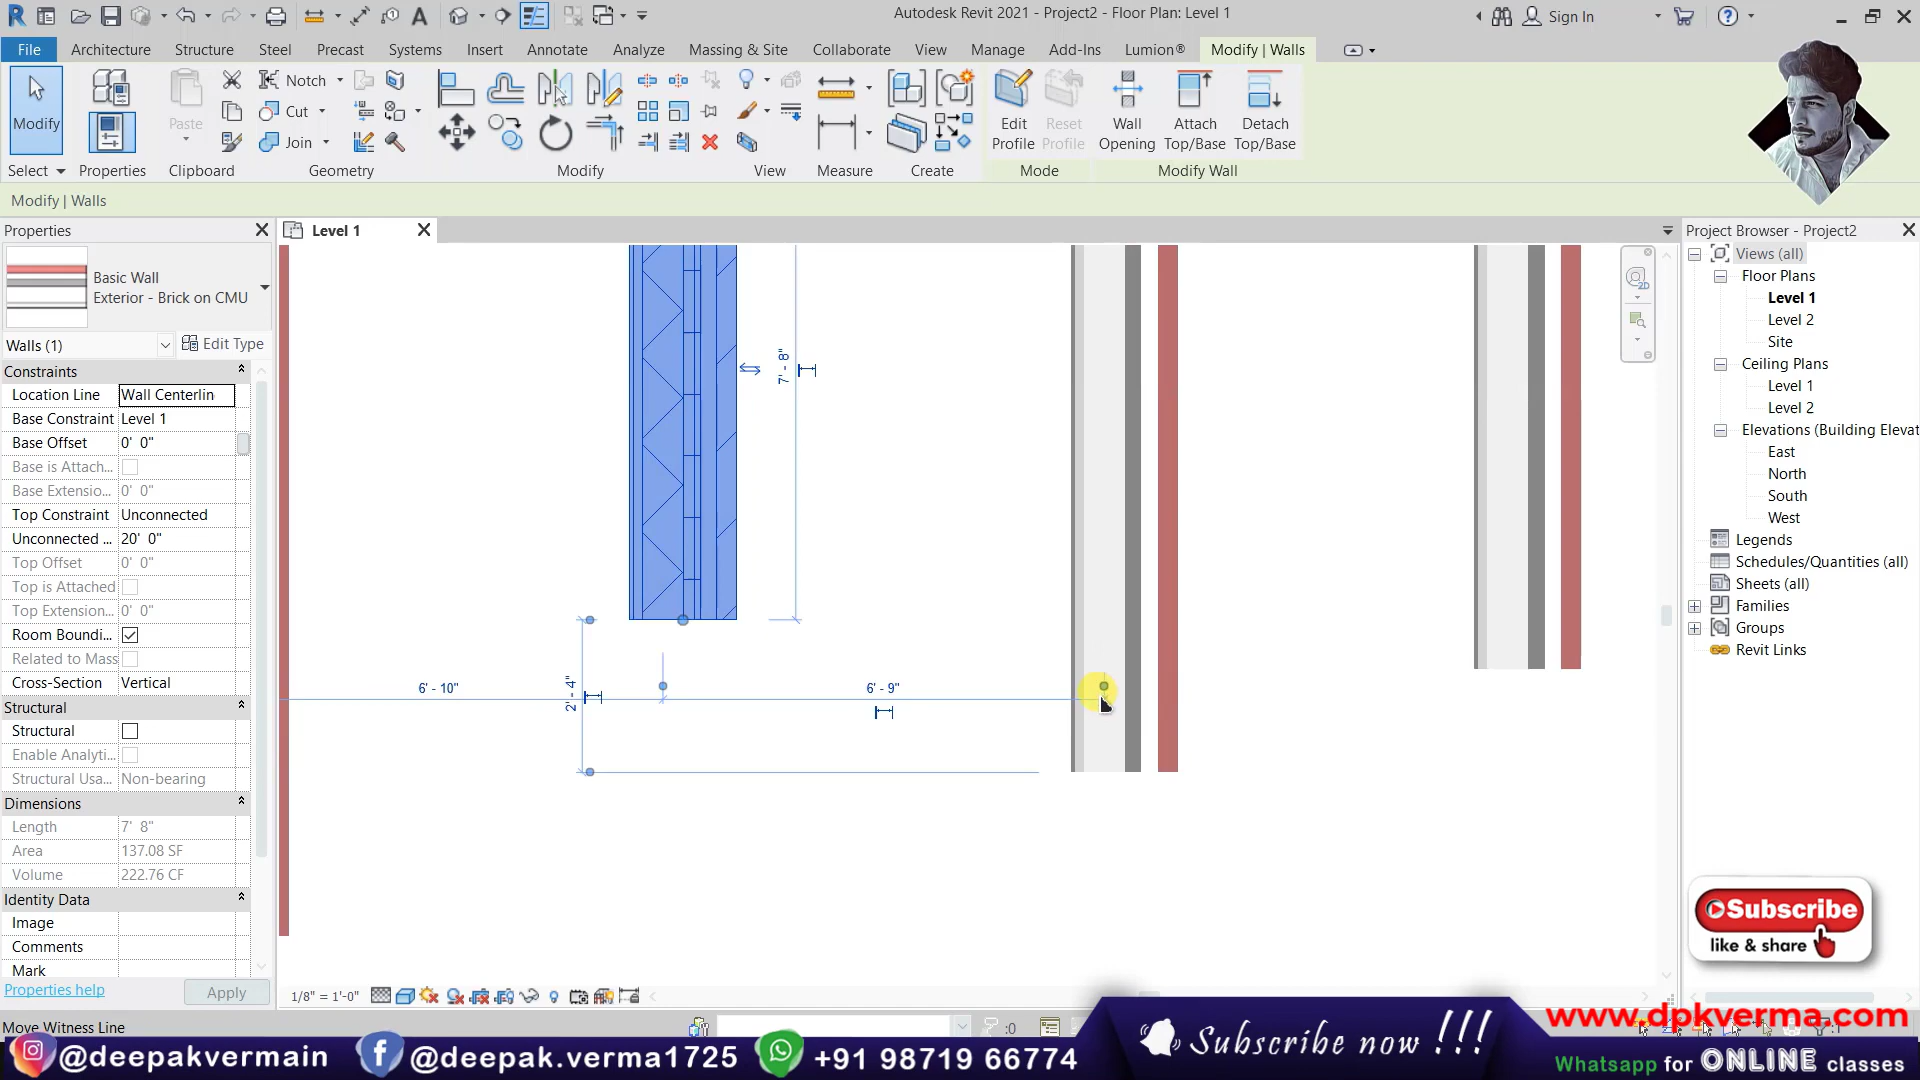 Autodesk Revit 2021 - Project2 - Floor Plan: Level 1
Sign In
File Architecture Structure Steel Precast Systems Insert Annotate Analyze Massing & Site Collaborate View Manage Add-Ins Lumion® Modify | Walls
Modify
Paste
Notch
Cut
Join
Edit Profile
Reset Profile
Wall Opening
Attach Top/Base
Detach Top/Base
Select Properties Clipboard Geometry Modify View Measure Create Mode Modify Wall
Modify | Walls
Properties
Basic Wall
Exterior - Brick on CMU
Walls (1) Edit Type
Constraints
Location Line Wall Centerlin
Base Constraint Level 1
Base Offset 0' 0"
Base is Attach...
Base Extensio... 0' 0"
Top Constraint Unconnected
Unconnected ... 20' 0"
Top Offset 0' 0"
Top is Attached
Top Extension... 0' 0"
Room Boundi...
Related to Mass
Cross-Section Vertical
Structural
Structural
Enable Analyti...
Structural Usa... Non-bearing
Dimensions
Length 7' 8"
Area 137.08 SF
Volume 222.76 CF
Identity Data
Image
Comments
Mark
Properties help Apply
Level 1
7' - 8"
6' - 10"
2' - 4"
6' - 9"
2D
1/8" = 1'-0"
Project Browser - Project2
Views (all)
Floor Plans
Level 1
Level 2
Site
Ceiling Plans
Level 1
Level 2
Elevations (Building Elevat
East
North
South
West
Legends
Schedules/Quantities (all)
Sheets (all)
Families
Groups
Revit Links
Subscribe
like & share
Move Witness Line
:0
@deepakvermain
@deepak.verma1725
+91 98719 66774
Subscribe now !!!
www.dpkverma.com
Whatsapp for ONLINE classes